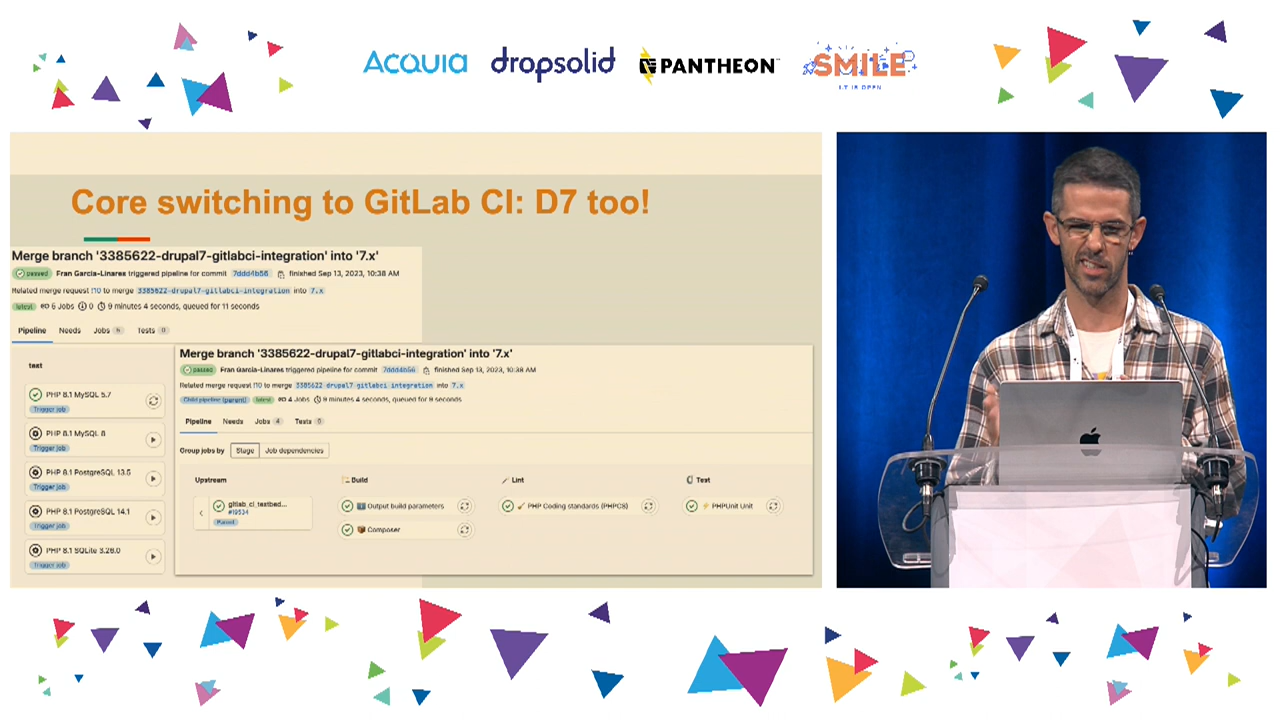 Acquia dropsolid PANTHEON SMILE
I.T IS OPEN
Core switching to GitLab CI: D7 too!
Merge branch '3385622-drupal7-gitlabci-integration' into '7.x'
passed Fran Garcia-Linares triggered pipeline for commit 7ddd4b56 finished Sep 13, 2023, 10:38 AM
Related merge request !10 to merge 3385622-drupal7-gitlabci-integration into 7.x
latest 6 Jobs 0 9 minutes 4 seconds, queued for 11 seconds
Pipeline Needs Jobs 6 Tests 0
test
PHP 8.1 MySQL 5.7
Trigger job
PHP 8.1 MySQL 8
Trigger job
PHP 8.1 PostgreSQL 13.5
Trigger job
PHP 8.1 PostgreSQL 14.1
Trigger job
PHP 8.1 SQLite 3.26.0
Trigger job
Merge branch '3385622-drupal7-gitlabci-integration' into '7.x'
passed Fran Garcia-Linares triggered pipeline for commit 7ddd4b56 finished Sep 13, 2023, 10:38 AM
Related merge request !10 to merge 3385622-drupal7-gitlabci-integration into 7.x
Child pipeline (parent) latest 4 Jobs 9 minutes 4 seconds, queued for 9 seconds
Pipeline Needs Jobs 4 Tests 0
Group jobs by Stage Job dependencies
Upstream
gitlab_ci_testbed...
#19534
Parent
Build
Output build parameters
Composer
Lint
PHP Coding standards (PHPCS)
Test
PHPUnit Unit